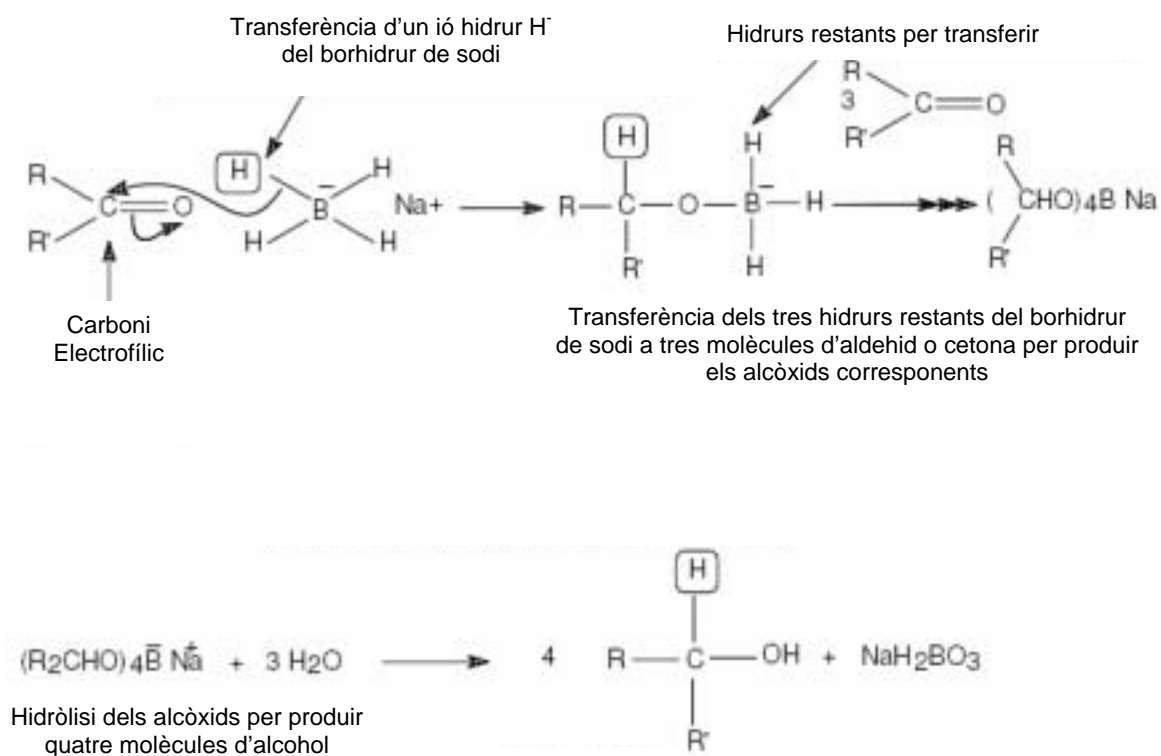 Transferència d'un ió hidrur H-
del borhidrur de sodi
Hidrurs restants per transferir
R
3
C
O
R'
H
R
C
O
R'
H
H
B
-
H
H
Na+
H
R
C
O
B
-
H
H
H
R'
R
( CHO)4B Na
R'
Carboni
Electrofílic
Transferència dels tres hidrurs restants del borhidrur
de sodi a tres molècules d'aldehid o cetona per produir
els alcòxids corresponents
H
(R2CHO)4B̄ Na+ + 3 H2O 4 R C OH + NaH2BO3
R'
Hidròlisi dels alcòxids per produir
quatre molècules d'alcohol